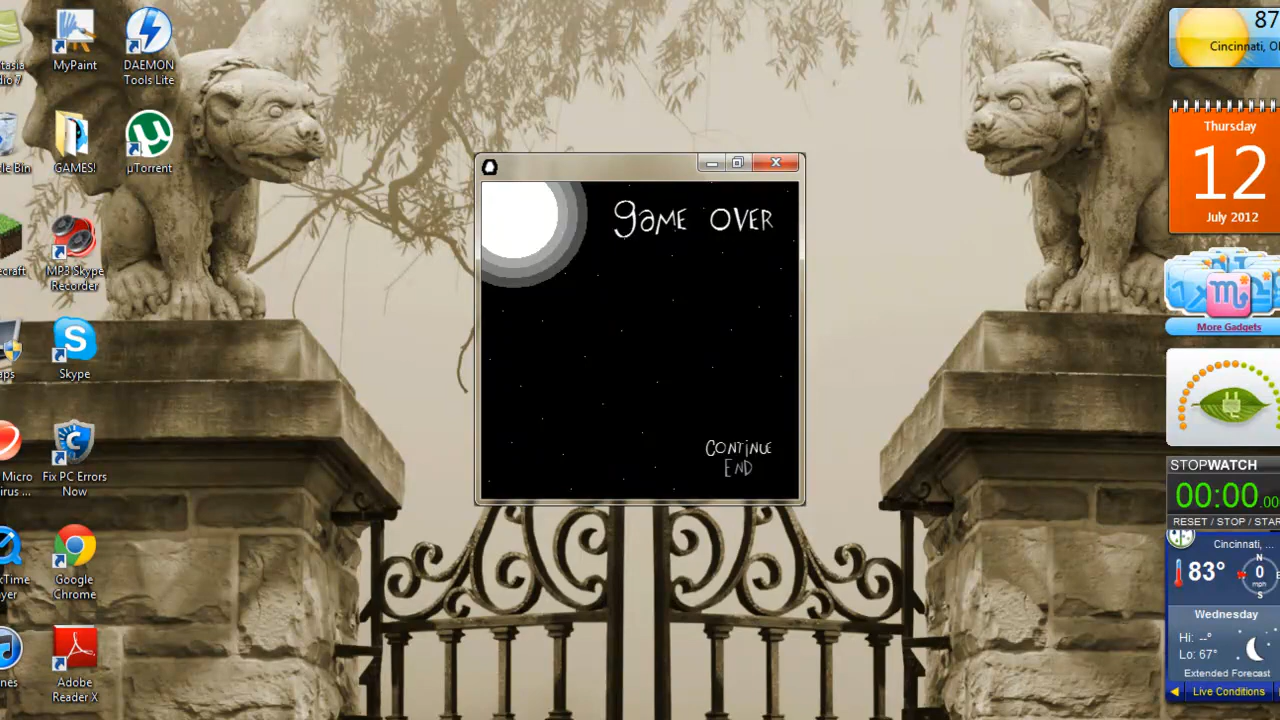 MyPaint
DAEMON
Tools Lite
GAMES!
µTorrent
MP3 Skype
Recorder
Skype
Fix PC Errors
Now
Google
Chrome
Adobe
Reader X
game over
Continue
End
87
Cincinnati,
Thursday
12
July 2012
More Gadgets
STOPWATCH
00:00.00
RESET / STOP /
Cincinnati, ...
83°
N
0
mph
S
Wednesday
Hi: --°
Lo: 67°
Extended Forecast
Live Conditions